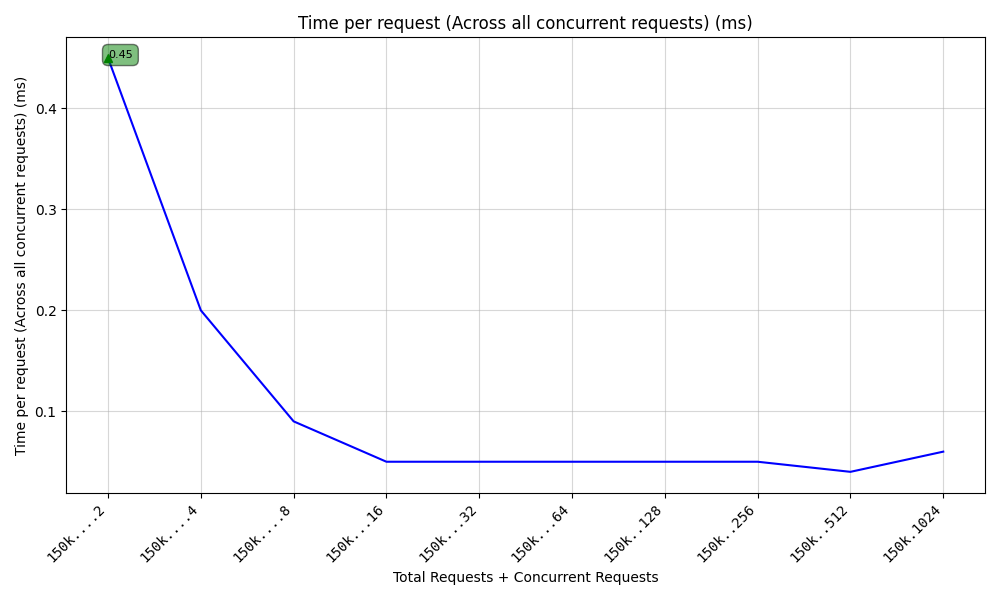 Time per request (Across all concurrent requests) (ms)
0.45
Time per request (Across all concurrent requests) (ms)
0.4
0.3
0.2
0.1
150k....2
150k....4
150k....8
150k...16
150k...32
150k...64
150k..128
150k..256
150k..512
150k.1024
Total Requests + Concurrent Requests